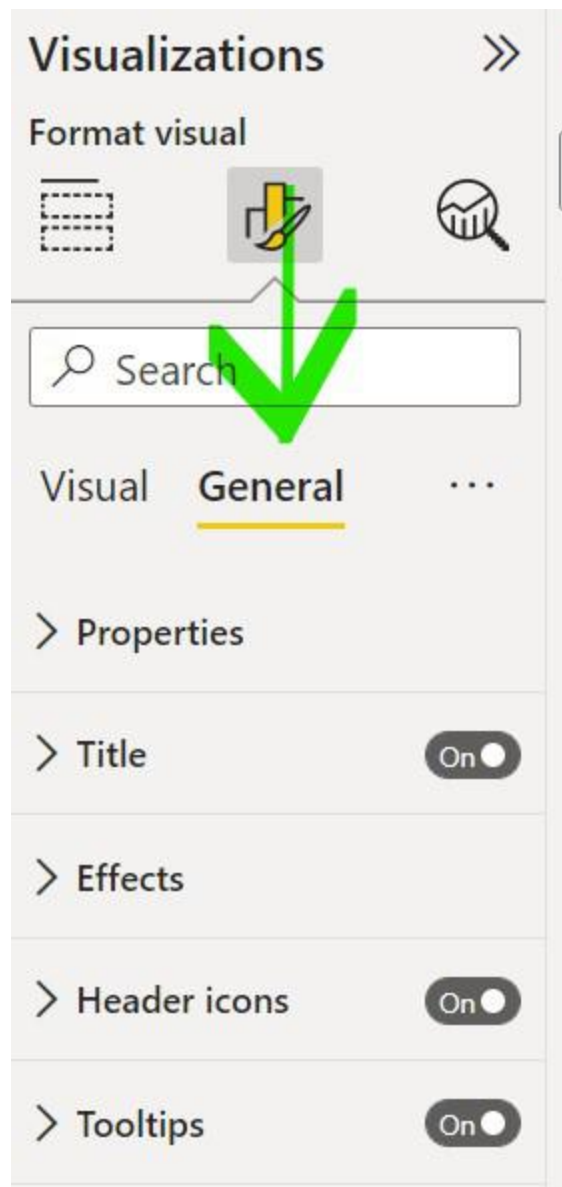 Visualizations
Format visual
Search
Visual General ...
Properties
Title On
Effects
Header icons On
Tooltips On